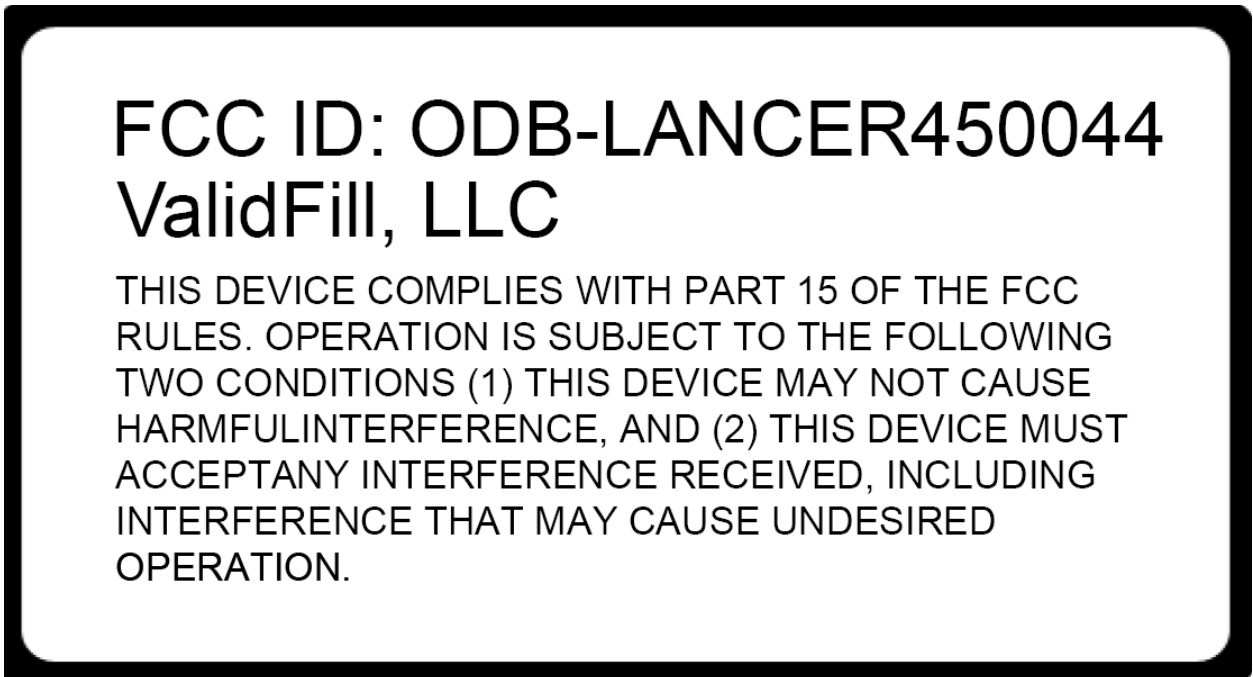 FCC ID: ODB-LANCER450044
ValidFill, LLC
THIS DEVICE COMPLIES WITH PART 15 OF THE FCC
RULES. OPERATION IS SUBJECT TO THE FOLLOWING
TWO CONDITIONS (1) THIS DEVICE MAY NOT CAUSE
HARMFULINTERFERENCE, AND (2) THIS DEVICE MUST
ACCEPTANY INTERFERENCE RECEIVED, INCLUDING
INTERFERENCE THAT MAY CAUSE UNDESIRED
OPERATION.